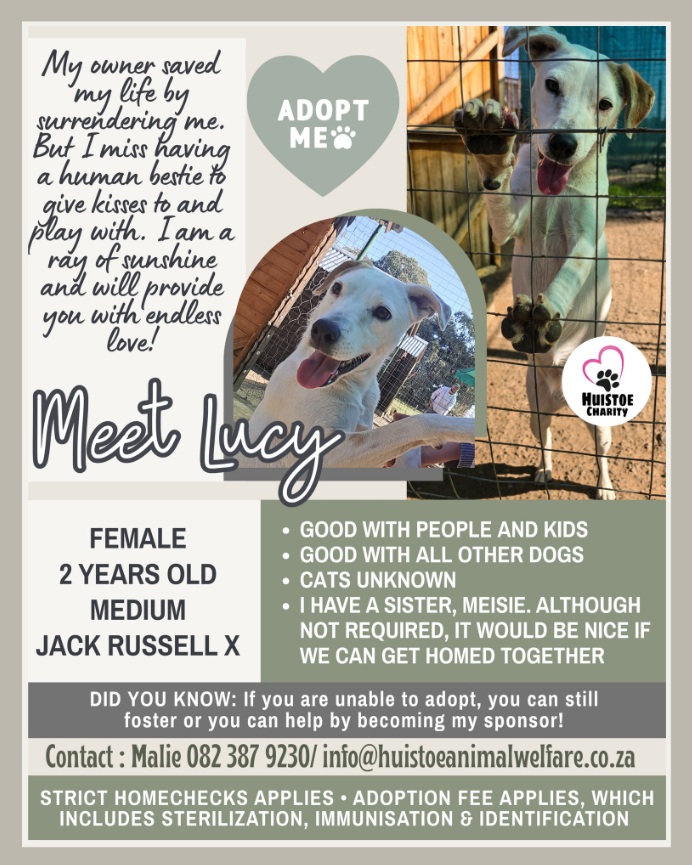 My owner saved
my life by
surrendering me.
But I miss having
a human bestie to
give kisses to and
play with. I am a
ray of sunshine
and will provide
you with endless
love!
ADOPT
ME
HUISTOE
CHARITY
Meet Lucy
FEMALE
2 YEARS OLD
MEDIUM
JACK RUSSELL X
• GOOD WITH PEOPLE AND KIDS
• GOOD WITH ALL OTHER DOGS
• CATS UNKNOWN
• I HAVE A SISTER, MEISIE. ALTHOUGH
NOT REQUIRED, IT WOULD BE NICE IF
WE CAN GET HOMED TOGETHER
DID YOU KNOW: If you are unable to adopt, you can still
foster or you can help by becoming my sponsor!
Contact : Malie 082 387 9230/ info@huistoeanimalwelfare.co.za
STRICT HOMECHECKS APPLIES • ADOPTION FEE APPLIES, WHICH
INCLUDES STERILIZATION, IMMUNISATION & IDENTIFICATION